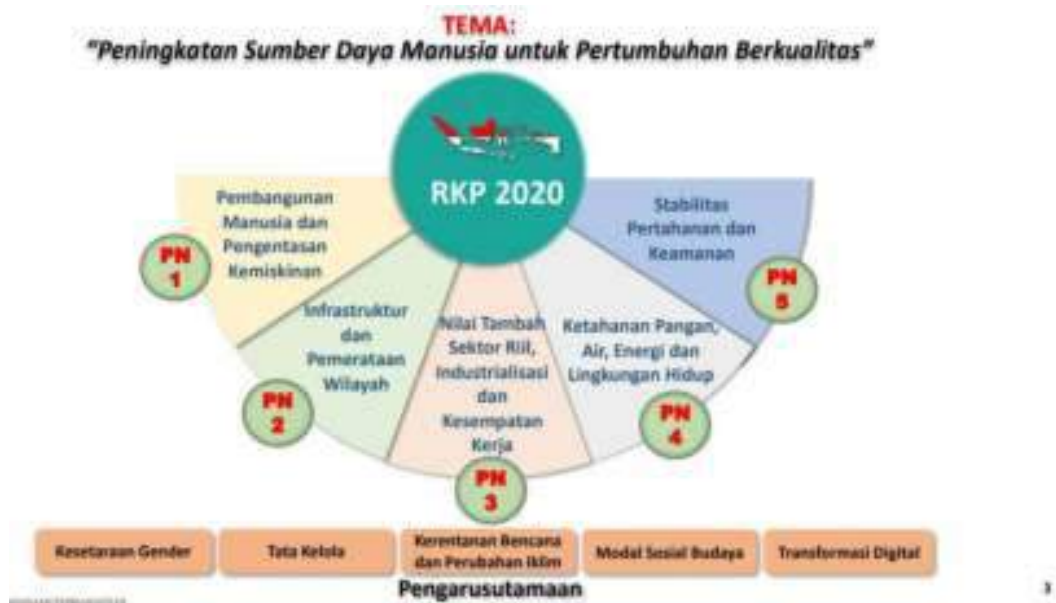 TEMA:
"Peningkatan Sumber Daya Manusia untuk Pertumbuhan Berkualitas"
RKP 2020
Pembangunan
Manusia dan
Pengentasan
Kemiskinan
PN
1
Infrastruktur
dan
Pemerataan
Wilayah
PN
2
Nilai Tambah
Sektor Riil,
Industrialisasi
dan
Kesempatan
Kerja
PN
3
Ketahanan Pangan,
Air, Energi dan
Lingkungan Hidup
PN
4
Stabilitas
Pertahanan dan
Keamanan
PN
5
Kesetaraan Gender
Tata Kelola
Kerentanan Bencana
dan Perubahan Iklim
Modal Sosial Budaya
Transformasi Digital
Pengarusutamaan
3